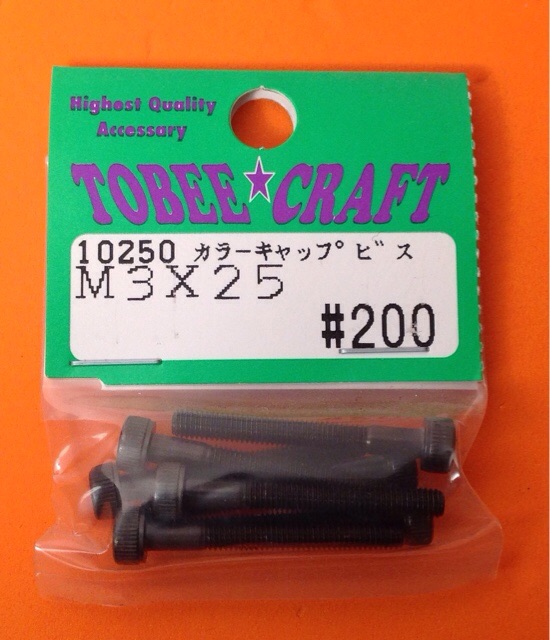 Highest Quality
Accessary
TOBEE★CRAFT
10250 カラーキャップビス
M3X25
#200